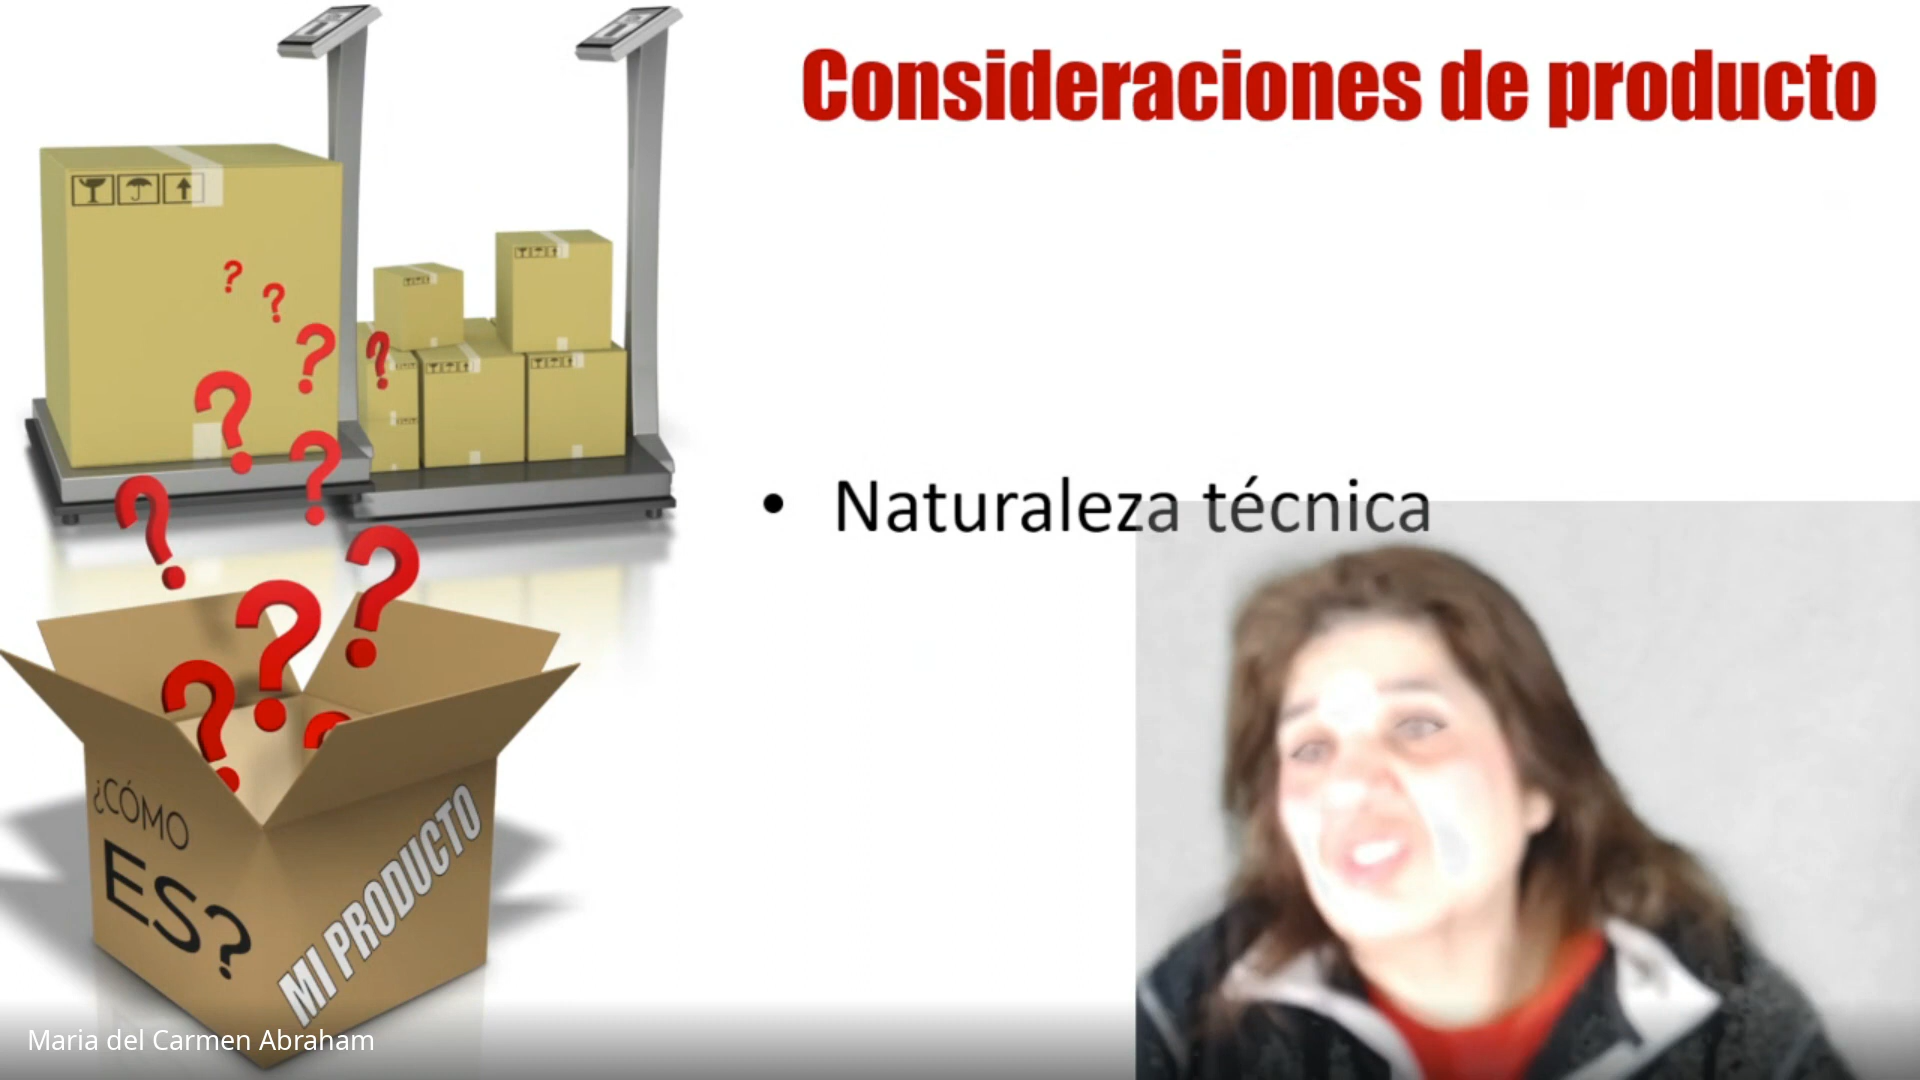 Consideraciones de producto
• Naturaleza técnica
¿CÓMO
ES?
MI PRODUCTO
Maria del Carmen Abraham